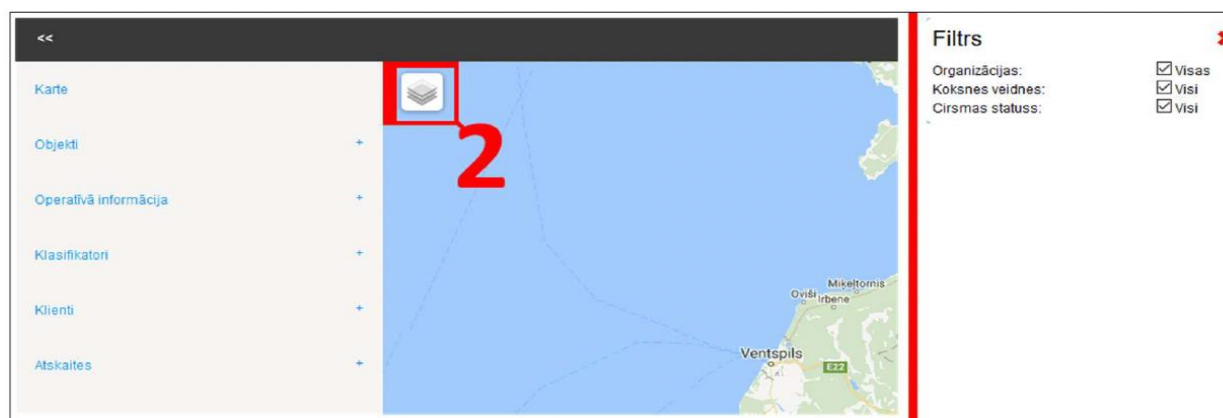 <<
Karte
Objekti +
Operatīvā informācija +
Klasifikatori +
Klienti +
Atskaites +
2
Miķeļtornis
Oviši Irbene
Ventspils
E22
Filtrs
Organizācijas: Visas
Koksnes veidnes: Visi
Cirsmas statuss: Visi